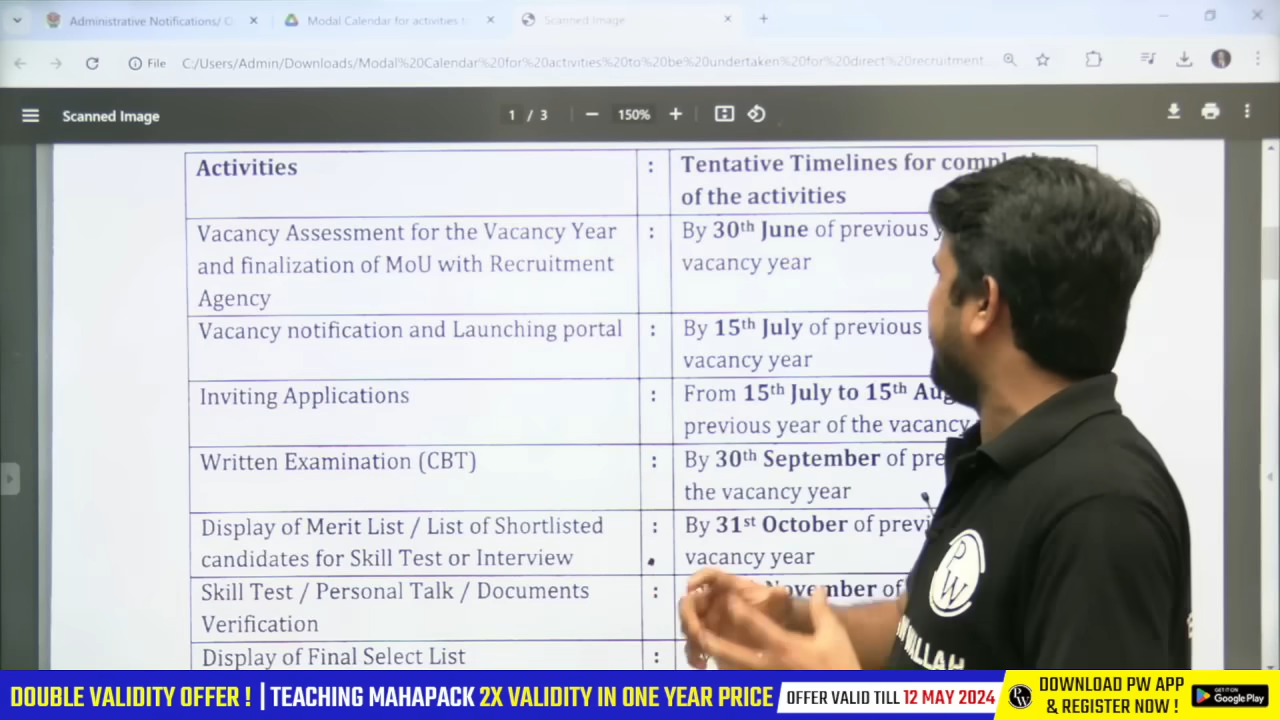 Administrative Notifications/ C
Modal Calendar for activities t
Scanned Image
File
C:/Users/Admin/Downloads/Modal%20Calendar%20for%20activities%20to%20be%20undertaken%20for%20direct%20recruitment...
Scanned Image
1 / 3
150%
Activities : Tentative Timelines for
of the activities
Vacancy Assessment for the Vacancy Year : By 30th June of previous
and finalization of MoU with Recruitment vacancy year
Agency
Vacancy notification and Launching portal : By 15th July of previous
vacancy year
Inviting Applications : From 15th July to 15th
previous year of the vacancy
Written Examination (CBT) : By 30th September of
the vacancy year
Display of Merit List / List of Shortlisted : By 31st October of
candidates for Skill Test or Interview vacancy year
Skill Test / Personal Talk / Documents : November of
Verification
Display of Final Select List :
PW
WALLAH
DOUBLE VALIDITY OFFER ! | TEACHING MAHAPACK 2X VALIDITY IN ONE YEAR PRICE
OFFER VALID TILL 12 MAY 2024
DOWNLOAD PW APP
& REGISTER NOW !
GET IT ON
Google Play